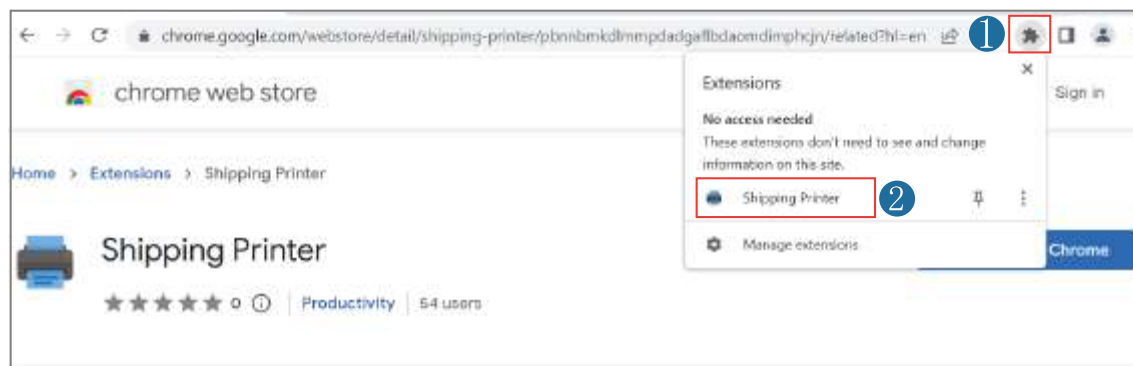 chrome.google.com/webstore/detail/shipping-printer/pbnnbmkdlmmpdadgaflbdaomdimphcjn/related?hl=en
1
chrome web store
Sign in
Extensions
No access needed
These extensions don't need to see and change
information on this site.
Shipping Printer
2
Manage extensions
Home > Extensions > Shipping Printer
Shipping Printer
Chrome
0
Productivity
54 users